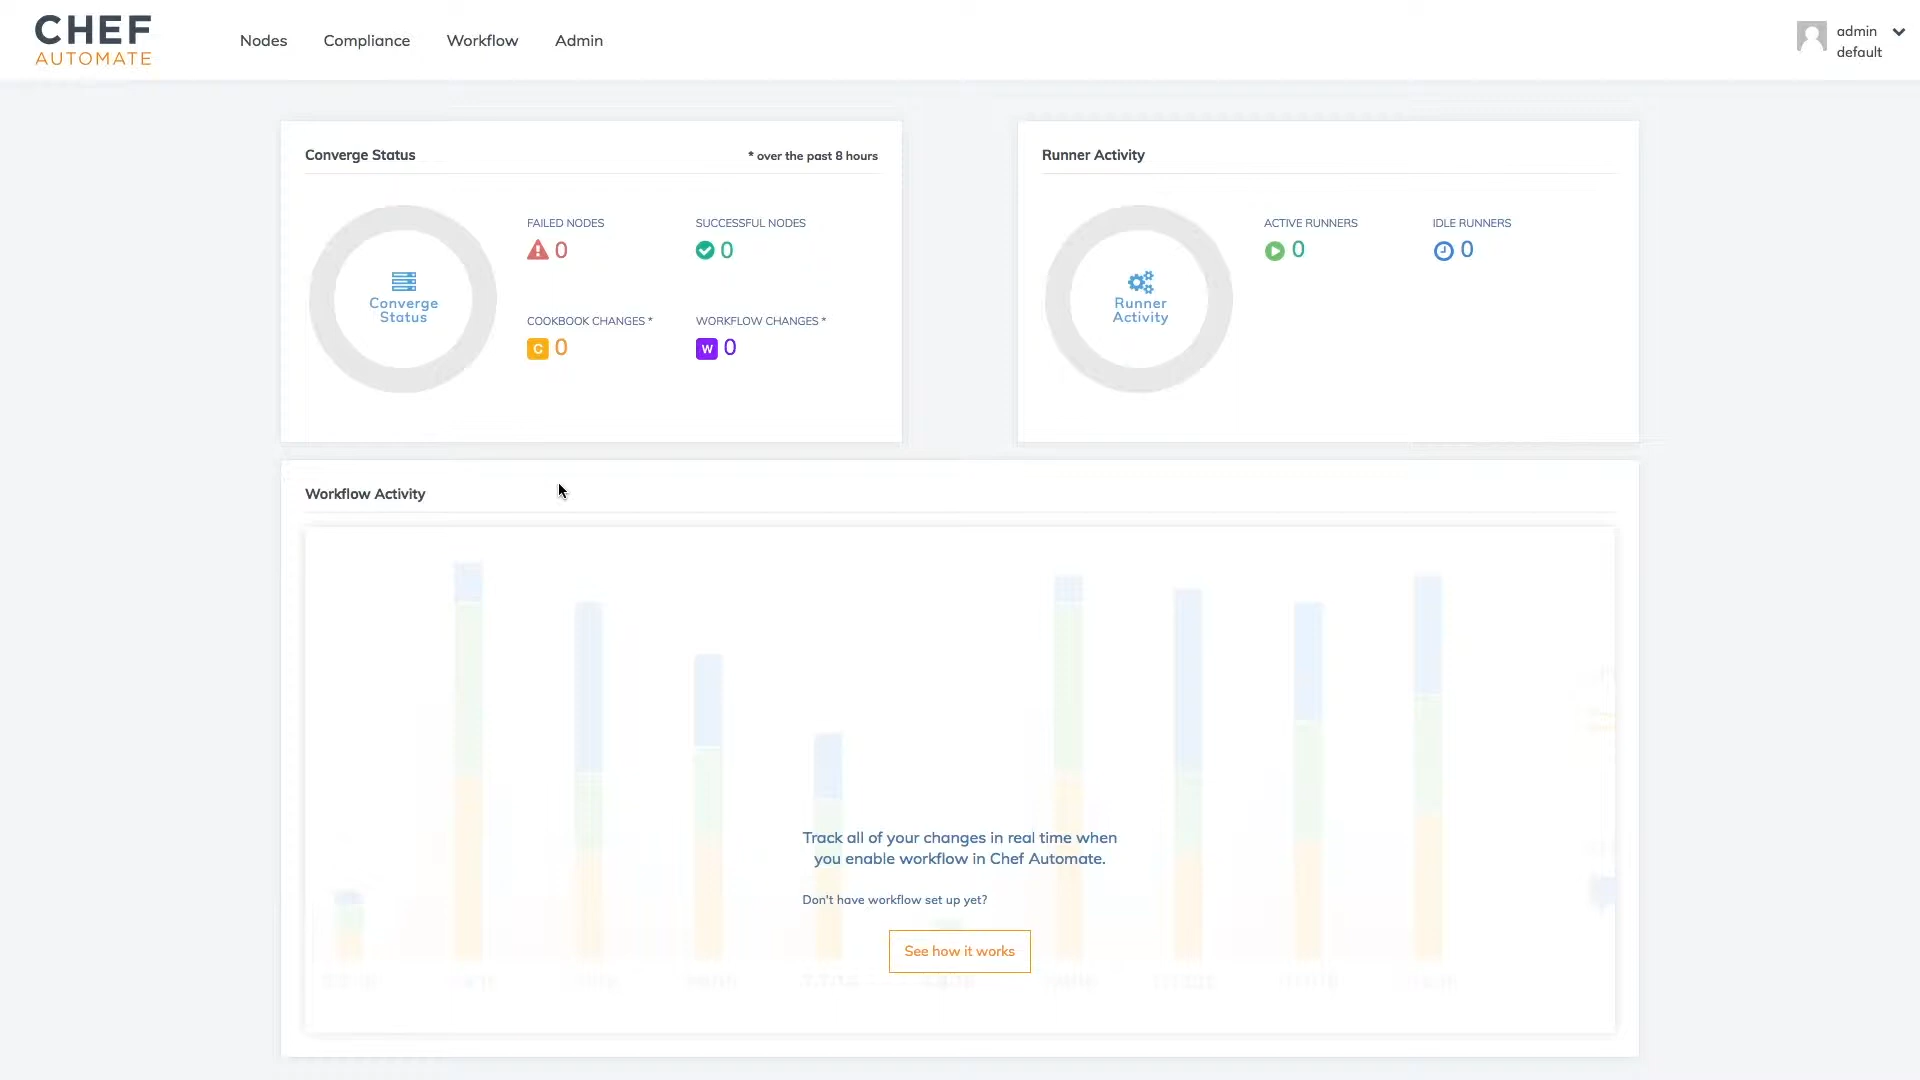 CHEF
AUTOMATE
Nodes
Compliance
Workflow
Admin
admin
default
Converge Status
* over the past 8 hours
Converge
Status
FAILED NODES
0
SUCCESSFUL NODES
0
COOKBOOK CHANGES *
C 0
WORKFLOW CHANGES *
W 0
Runner Activity
Runner
Activity
ACTIVE RUNNERS
0
IDLE RUNNERS
0
Workflow Activity
Track all of your changes in real time when
you enable workflow in Chef Automate.
Don't have workflow set up yet?
See how it works